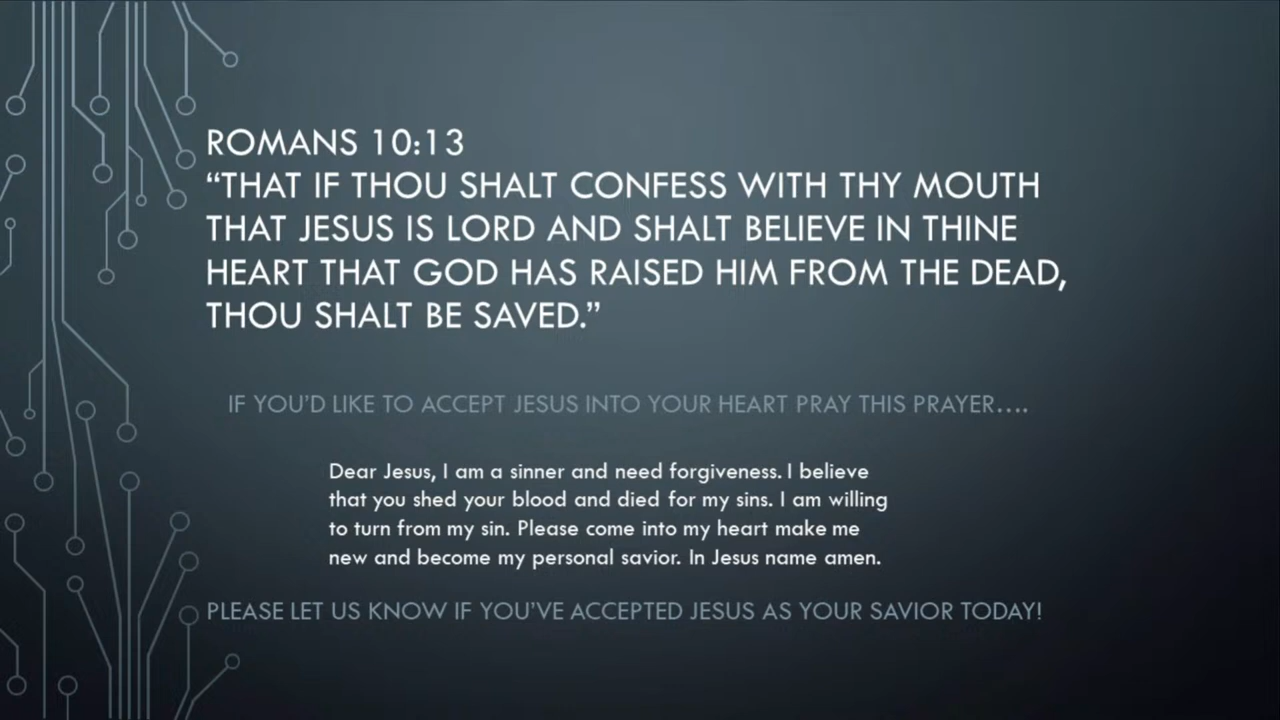 ROMANS 10:13
“THAT IF THOU SHALT CONFESS WITH THY MOUTH
THAT JESUS IS LORD AND SHALT BELIEVE IN THINE
HEART THAT GOD HAS RAISED HIM FROM THE DEAD,
THOU SHALT BE SAVED.”
IF YOU’D LIKE TO ACCEPT JESUS INTO YOUR HEART PRAY THIS PRAYER....
Dear Jesus, I am a sinner and need forgiveness. I believe
that you shed your blood and died for my sins. I am willing
to turn from my sin. Please come into my heart make me
new and become my personal savior. In Jesus name amen.
PLEASE LET US KNOW IF YOU’VE ACCEPTED JESUS AS YOUR SAVIOR TODAY!